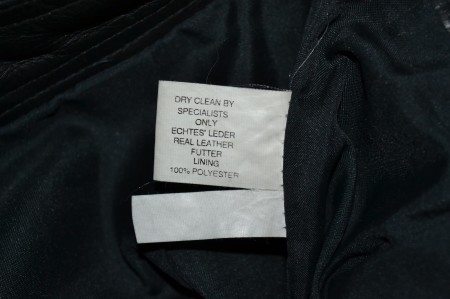 DRY CLEAN BY
SPECIALISTS
ONLY
ECHTES' LEDER
REAL LEATHER
FUTTER
LINING
100% POLYESTER